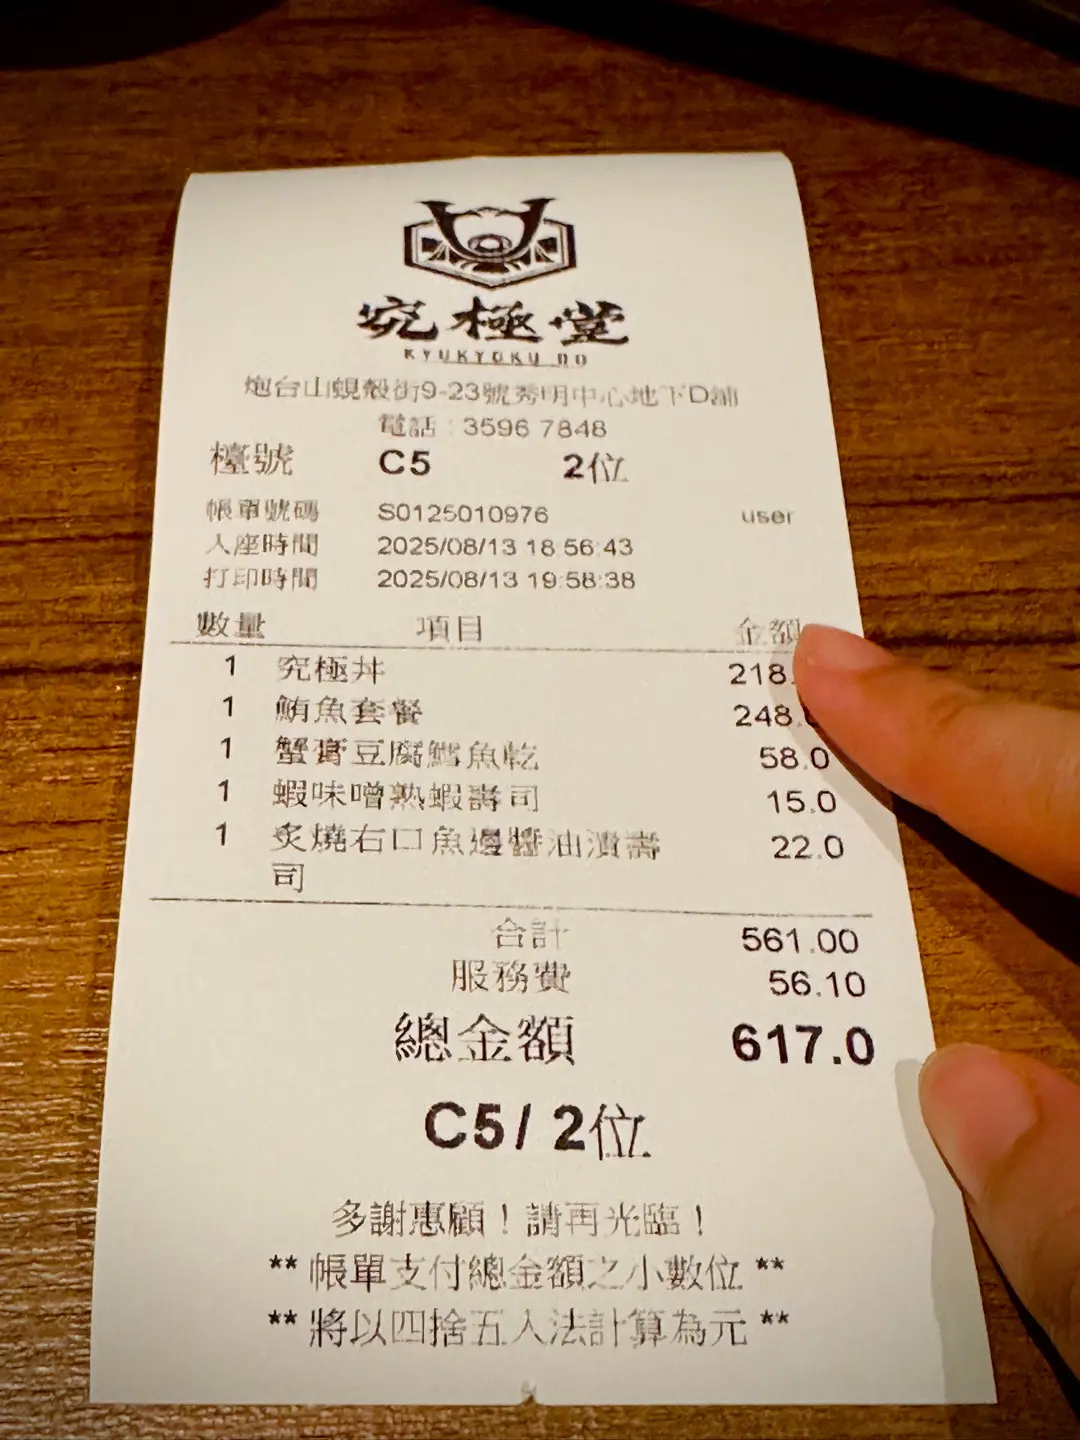 究極堂
KYUKYOKU DO
炮台山蜆殼街9-23號秀明中心地下D舖
電話：3596 7848
檯號 C5 2位
帳單號碼 S0125010976 user
入座時間 2025/08/13 18:56:43
打印時間 2025/08/13 19:58:38
數量 項目 金額
1 究極丼 218.
1 鮪魚套餐 248.0
1 蟹膏豆腐鱈魚乾 58.0
1 蝦味噌熟蝦壽司 15.0
1 炙燒右口魚邊醬油漬壽 22.0
司
合計 561.00
服務費 56.10
總金額 617.0
C5/ 2位
多謝惠顧！請再光臨！
** 帳單支付總金額之小數位 **
** 將以四捨五入法計算為元 **